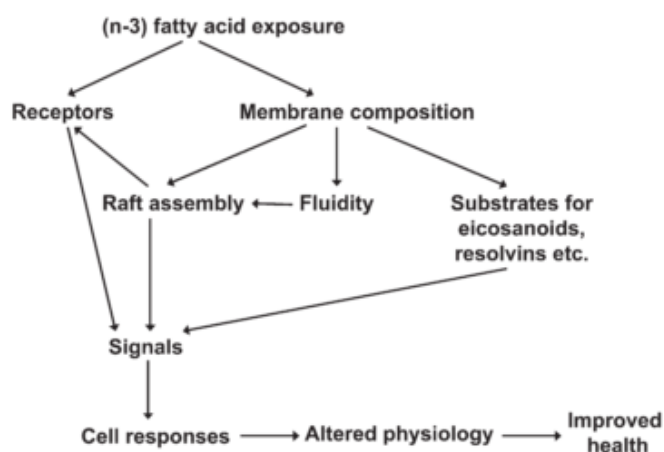 (n-3) fatty acid exposure
Receptors
Membrane composition
Raft assembly
Fluidity
Substrates for
eicosanoids,
resolvins etc.
Signals
Cell responses
Altered physiology
Improved
health